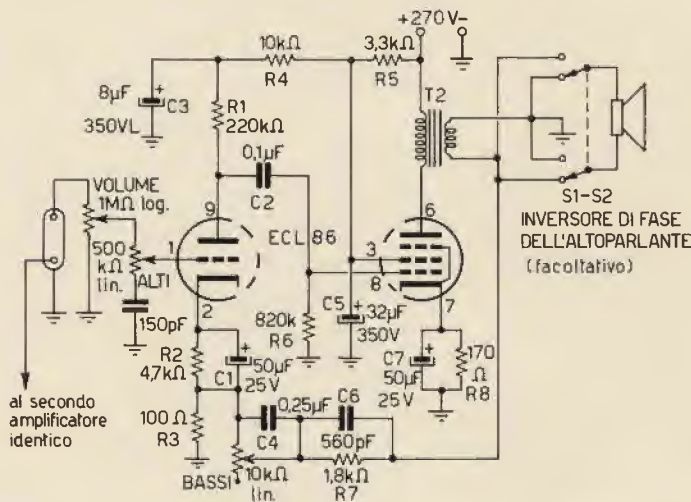 +270 V-
10kΩ
R4
3,3kΩ
R5
8µF
C3
350VL
R1
220kΩ
T2
0,1µF
C2
VOLUME
1MΩ log.
500
kΩ
lin.
ALTI
150pF
9
1
2
ECL 86
6
3
8
7
S1-S2
INVERSORE DI FASE
DELL'ALTOPARLANTE
(facoltativo)
820k
R6
C5
32µF
350V
C7
50µF
25V
170
Ω
R8
R2
4,7kΩ
C1
50µF
25V
R3
100Ω
al secondo
amplificatore
identico
0,25µF
C4
C6
560pF
1,8kΩ
R7
BASSI
10kΩ
lin.